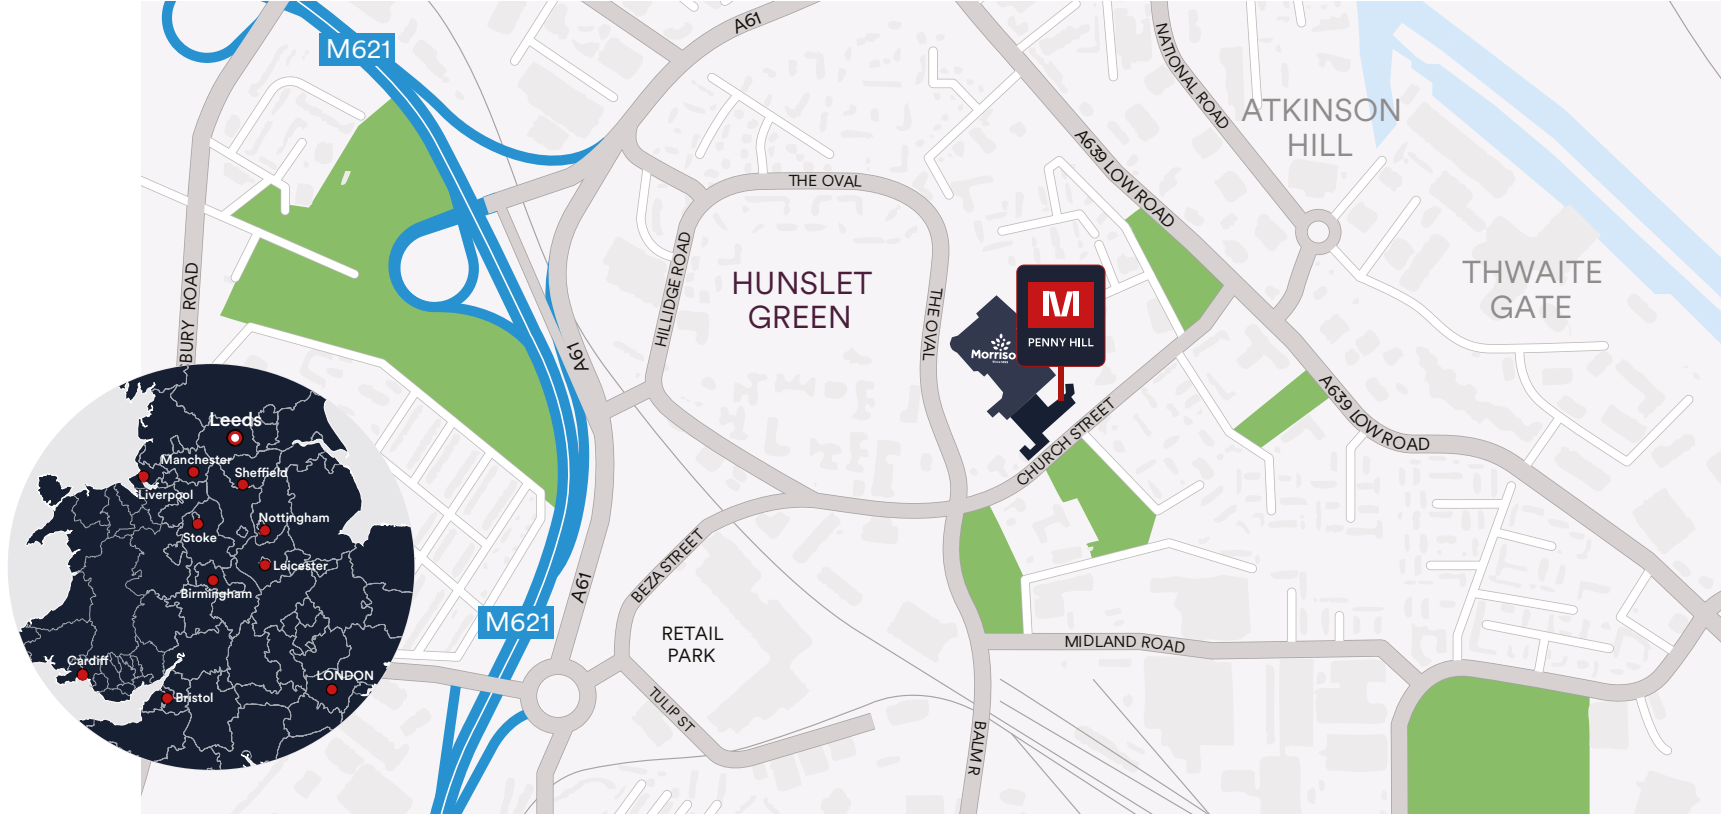 M621
A61
NATIONAL ROAD
ATKINSON
HILL
A639 LOW ROAD
THE OVAL
HILLIDGE ROAD
HUNSLET
GREEN
THE OVAL
THWAITE
GATE
BURY ROAD
M
PENNY HILL
Morriso
A61
A639 LOW ROAD
CHURCH STREET
Leeds
Manchester
Sheffield
Liverpool
Nottingham
Stoke
Leicester
Birmingham
Cardiff
LONDON
Bristol
BEZA STREET
A61
M621
RETAIL
PARK
MIDLAND ROAD
TULIP ST
BALM R